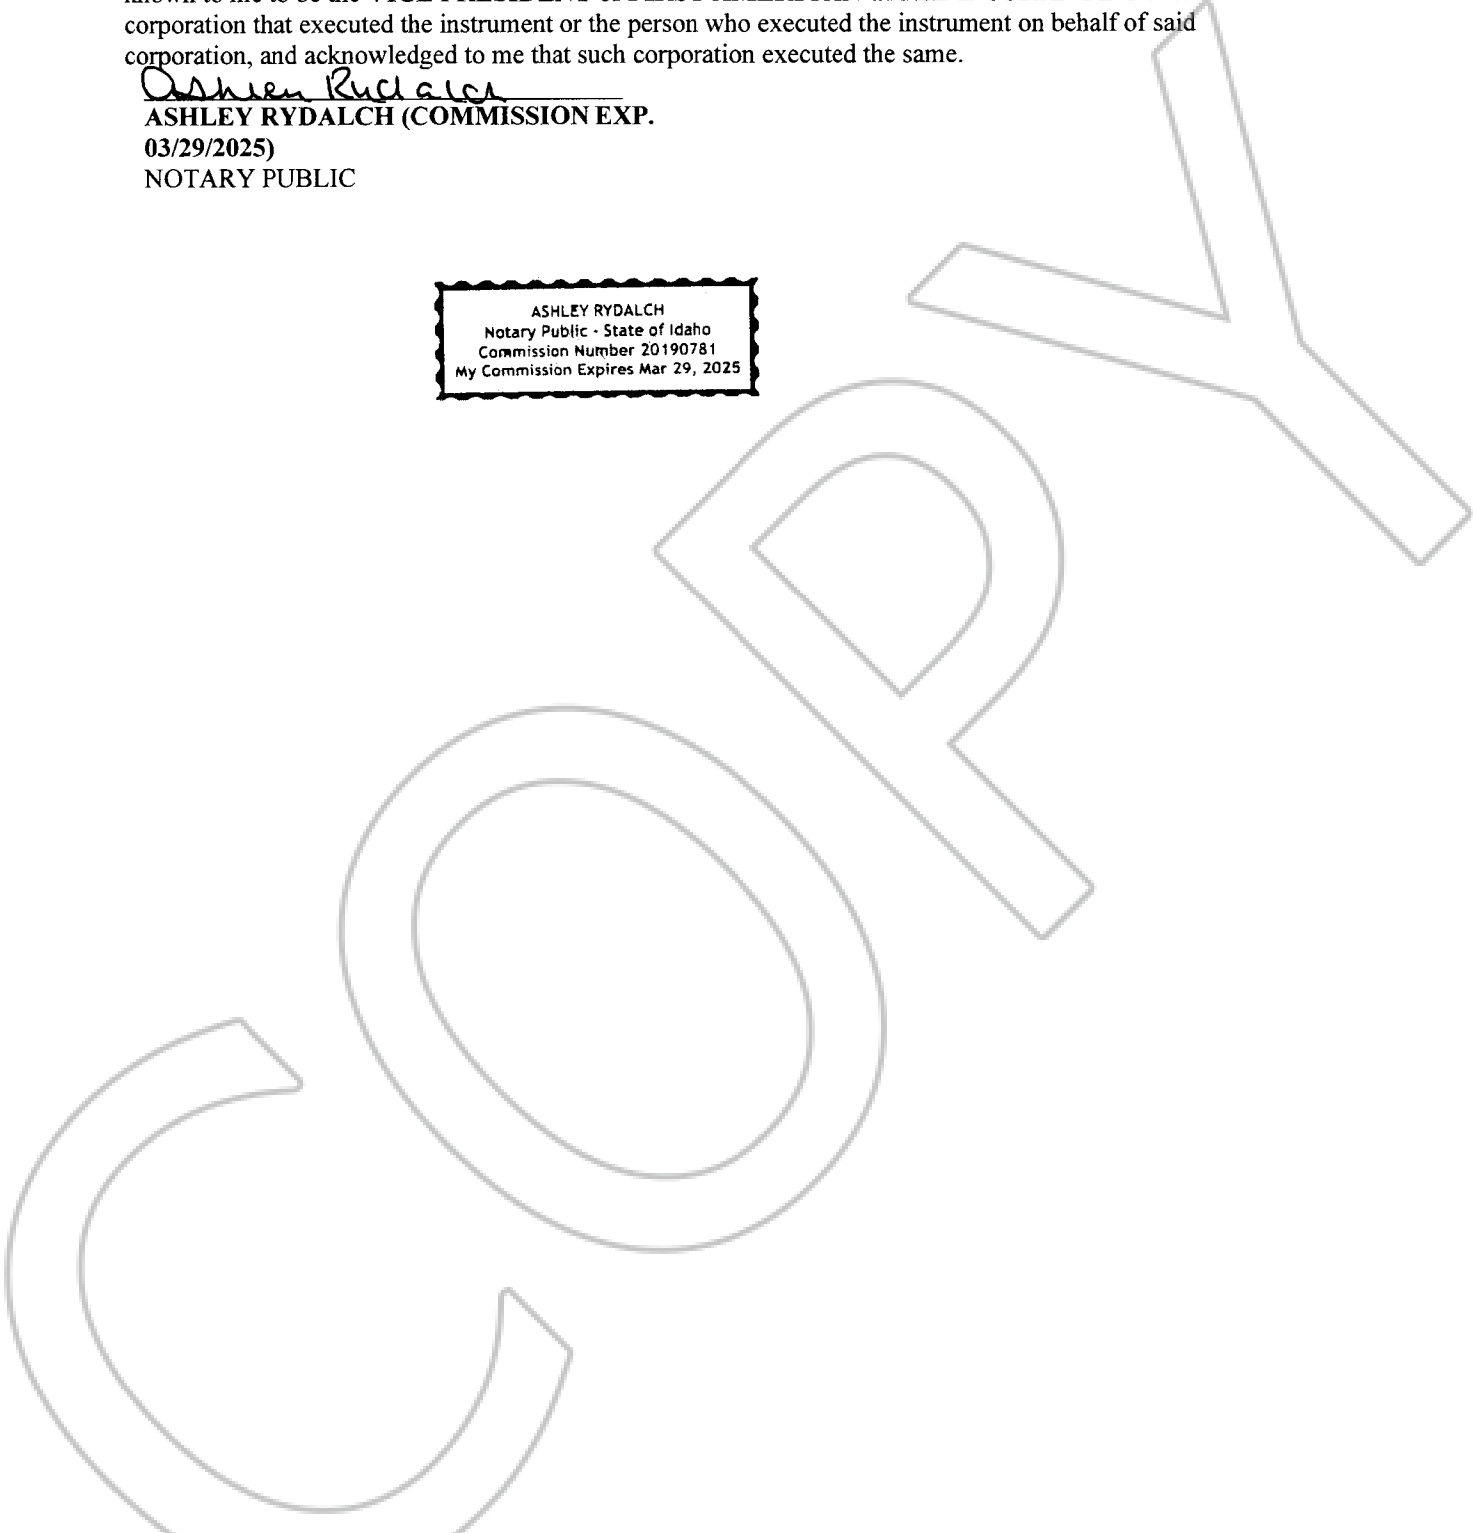 corporation that executed the instrument or the person who executed the instrument on behalf of said
corporation, and acknowledged to me that such corporation executed the same.
Ashley Rydalch
ASHLEY RYDALCH (COMMISSION EXP.
03/29/2025)
NOTARY PUBLIC
ASHLEY RYDALCH
Notary Public - State of Idaho
Commission Number 20190781
My Commission Expires Mar 29, 2025
COPY